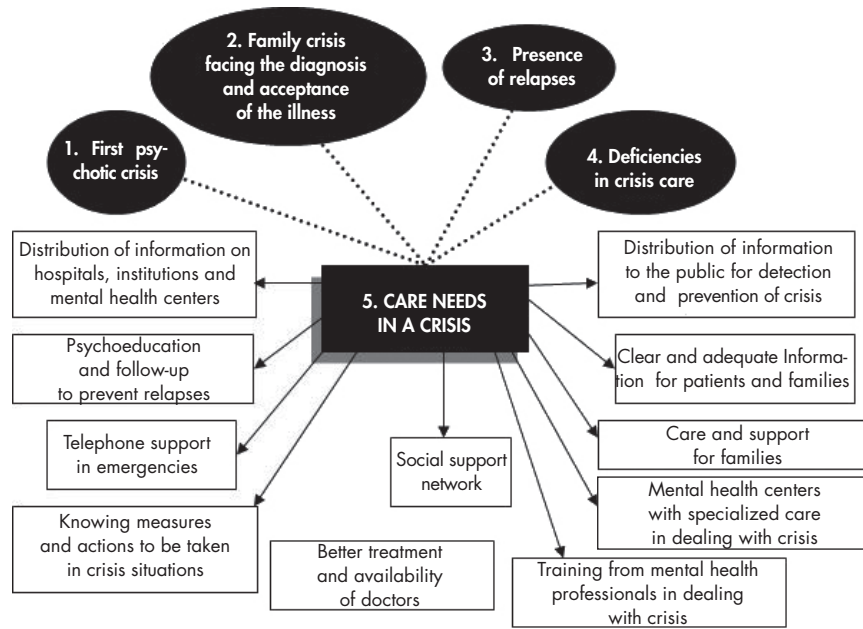 1. First psy-
chotic crisis
2. Family crisis
facing the diagnosis
and acceptance
of the illness
3. Presence
of relapses
4. Deficiencies
in crisis care
5. CARE NEEDS
IN A CRISIS
Distribution of information on
hospitals, institutions and
mental health centers
Psychoeducation
and follow-up
to prevent relapses
Telephone support
in emergencies
Knowing measures
and actions to be taken
in crisis situations
Social support
network
Better treatment
and availability
of doctors
Distribution of information
to the public for detection
and prevention of crisis
Clear and adequate Informa-
tion for patients and families
Care and support
for families
Mental health centers
with specialized care
in dealing with crisis
Training from mental health
professionals in dealing
with crisis